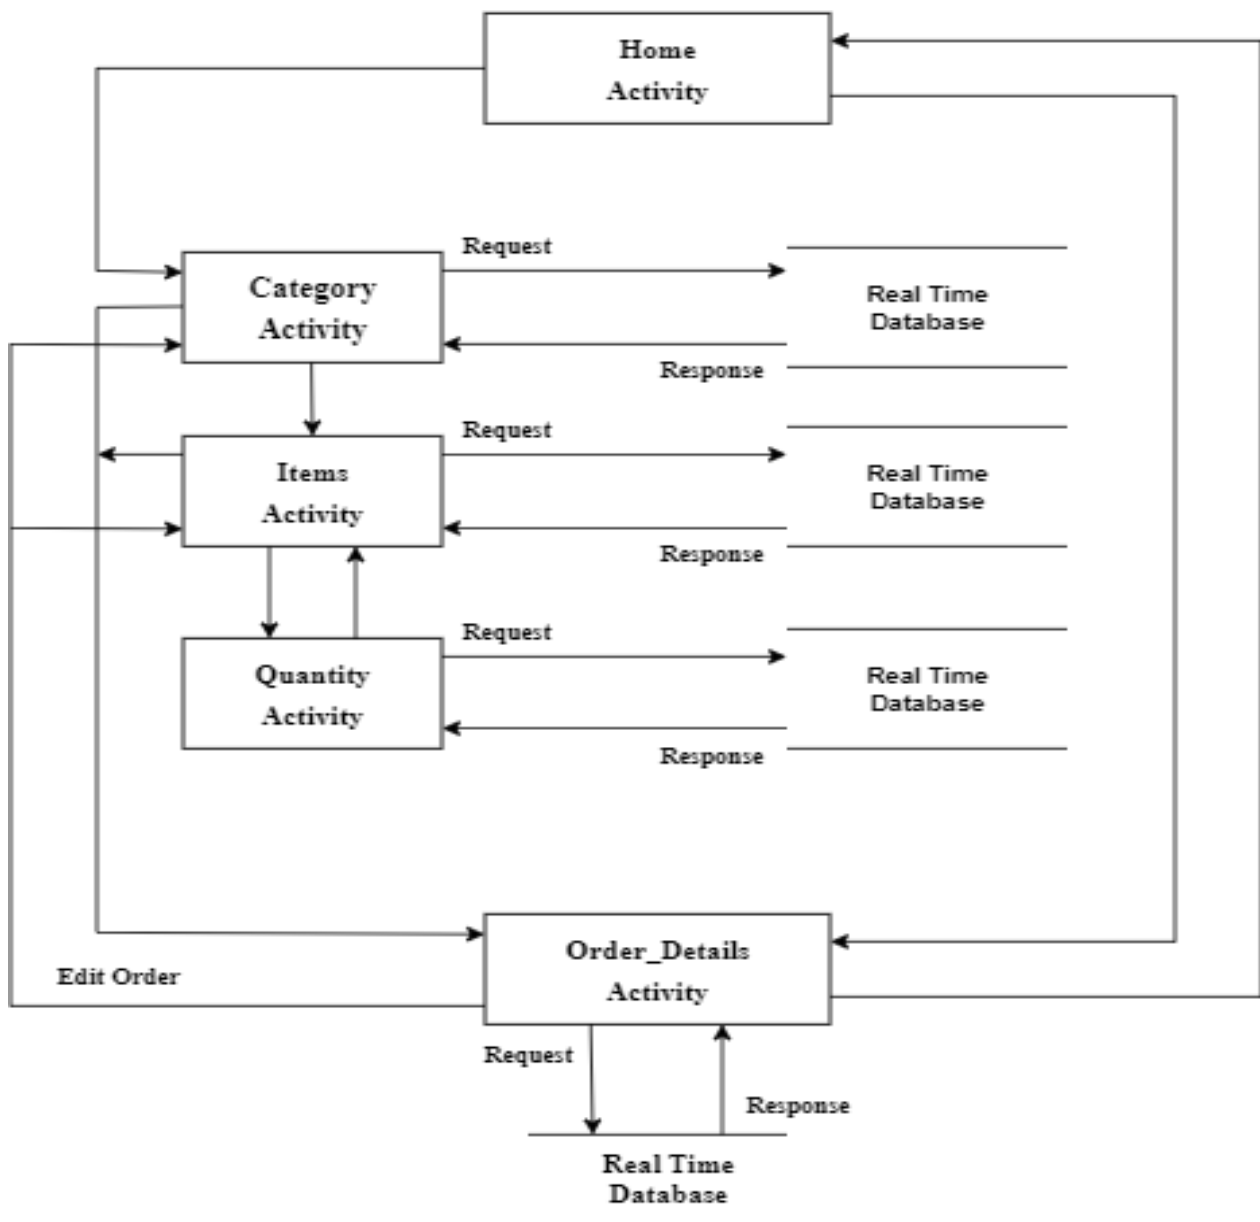 Home
Activity
Request
Category
Activity
Real Time
Database
Response
Request
Items
Activity
Real Time
Database
Response
Request
Quantity
Activity
Real Time
Database
Response
Order_Details
Activity
Edit Order
Request
Response
Real Time
Database